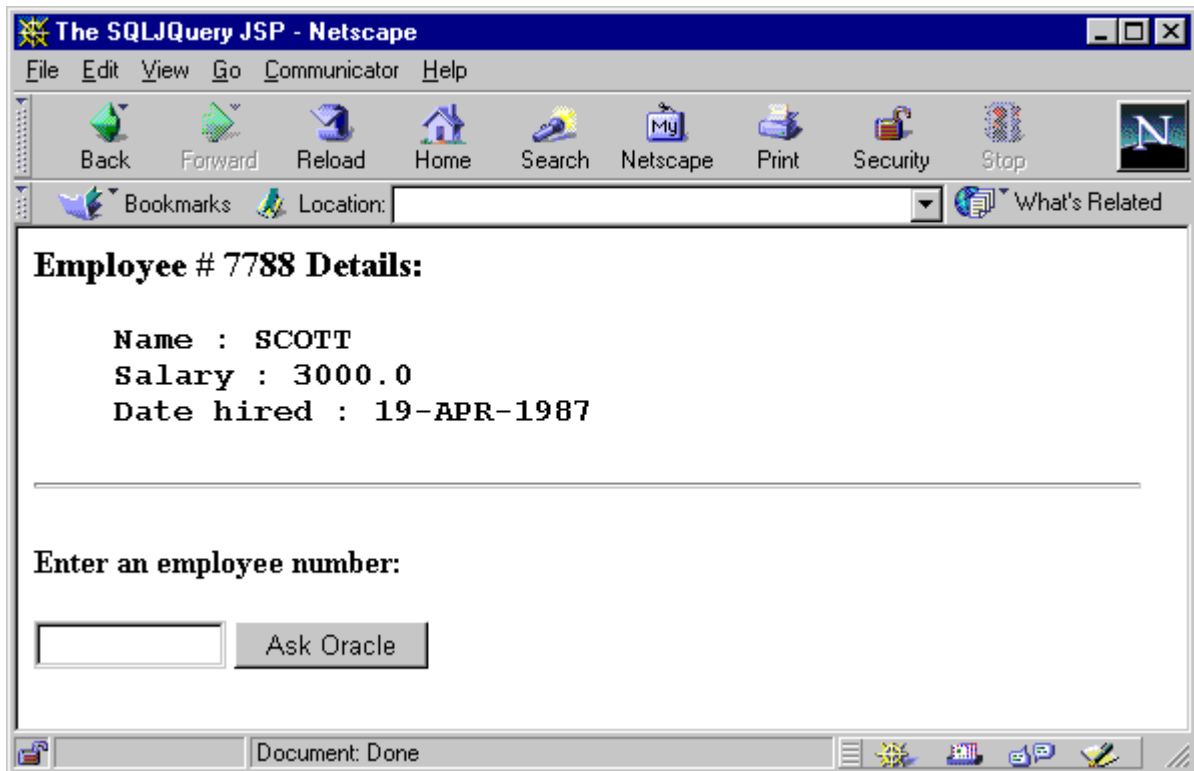 The SQLJQuery JSP - Netscape
File Edit View Go Communicator Help
Back Forward Reload Home Search My Netscape Print Security Stop N
Bookmarks Location: What's Related
Employee # 7788 Details:
Name : SCOTT
Salary : 3000.0
Date hired : 19-APR-1987
Enter an employee number:
Ask Oracle
Document: Done